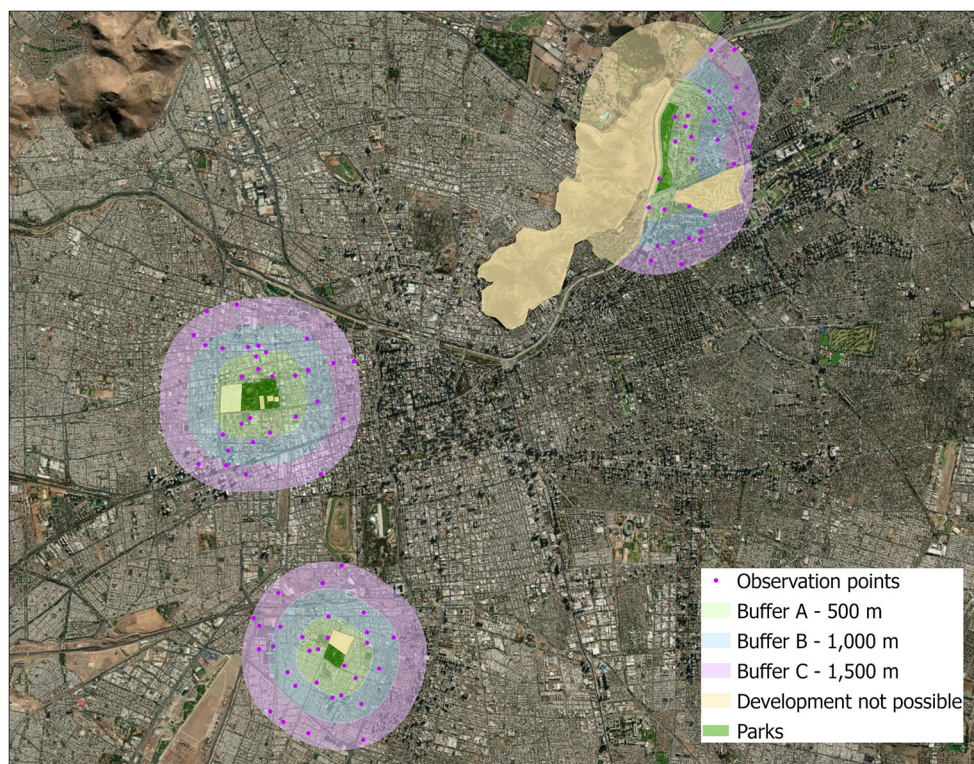 Observation points
Buffer A - 500 m
Buffer B - 1,000 m
Buffer C - 1,500 m
Development not possible
Parks